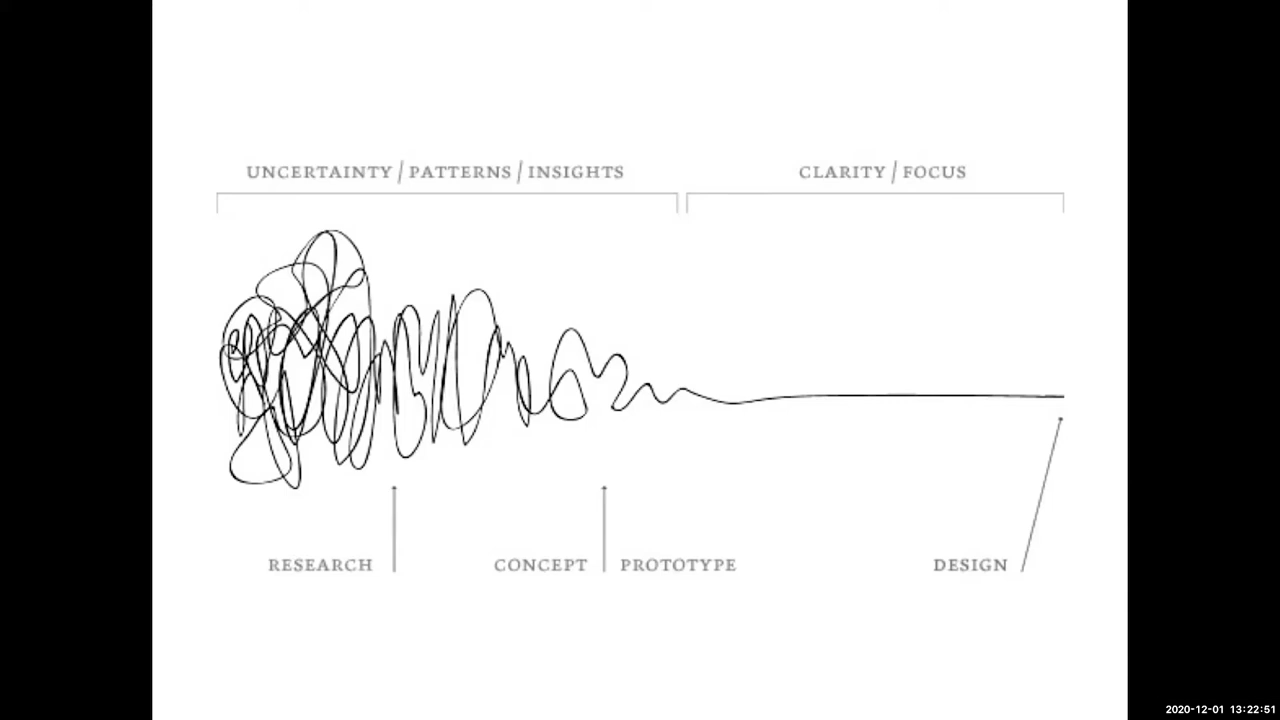 UNCERTAINTY / PATTERNS / INSIGHTS
CLARITY / FOCUS
RESEARCH
CONCEPT
PROTOTYPE
DESIGN
2020-12-01 13:22:51